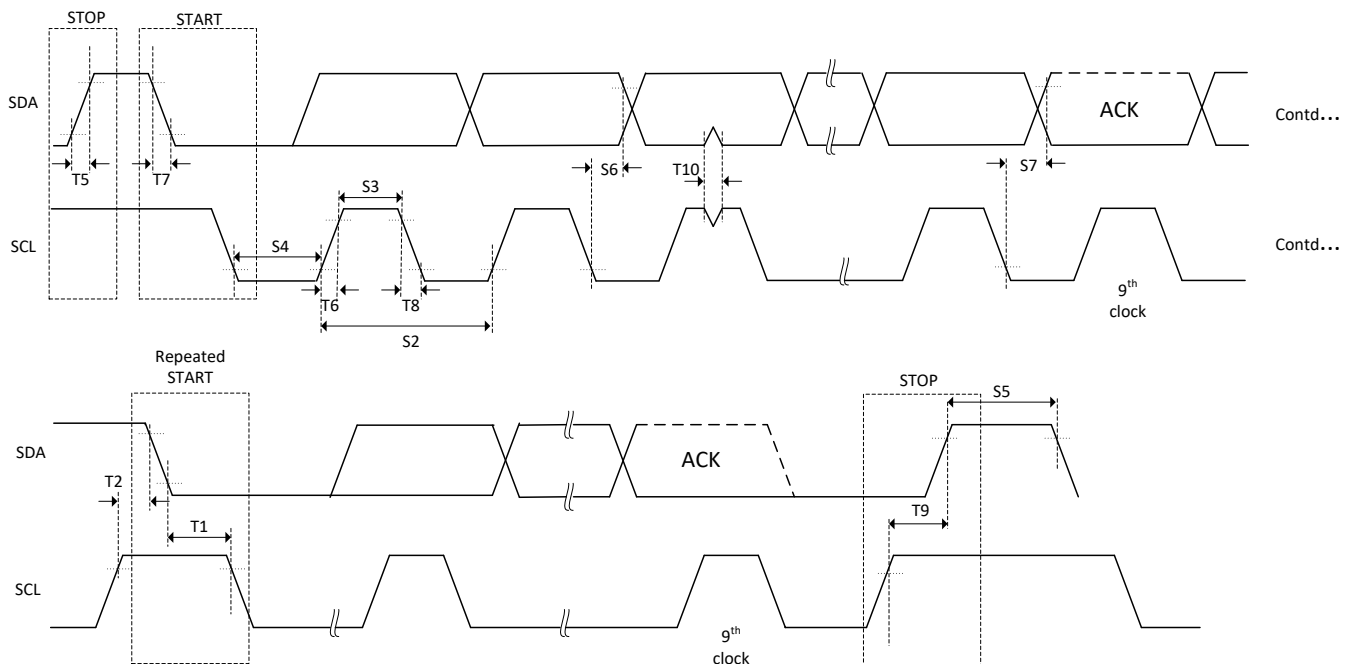 STOP
START
SDA
ACK
Contd...
T5
T7
S6
T10
S7
S3
SCL
S4
Contd...
T6
T8
9th
clock
S2
Repeated
START
STOP
S5
SDA
ACK
T2
T9
T1
SCL
9th
clock